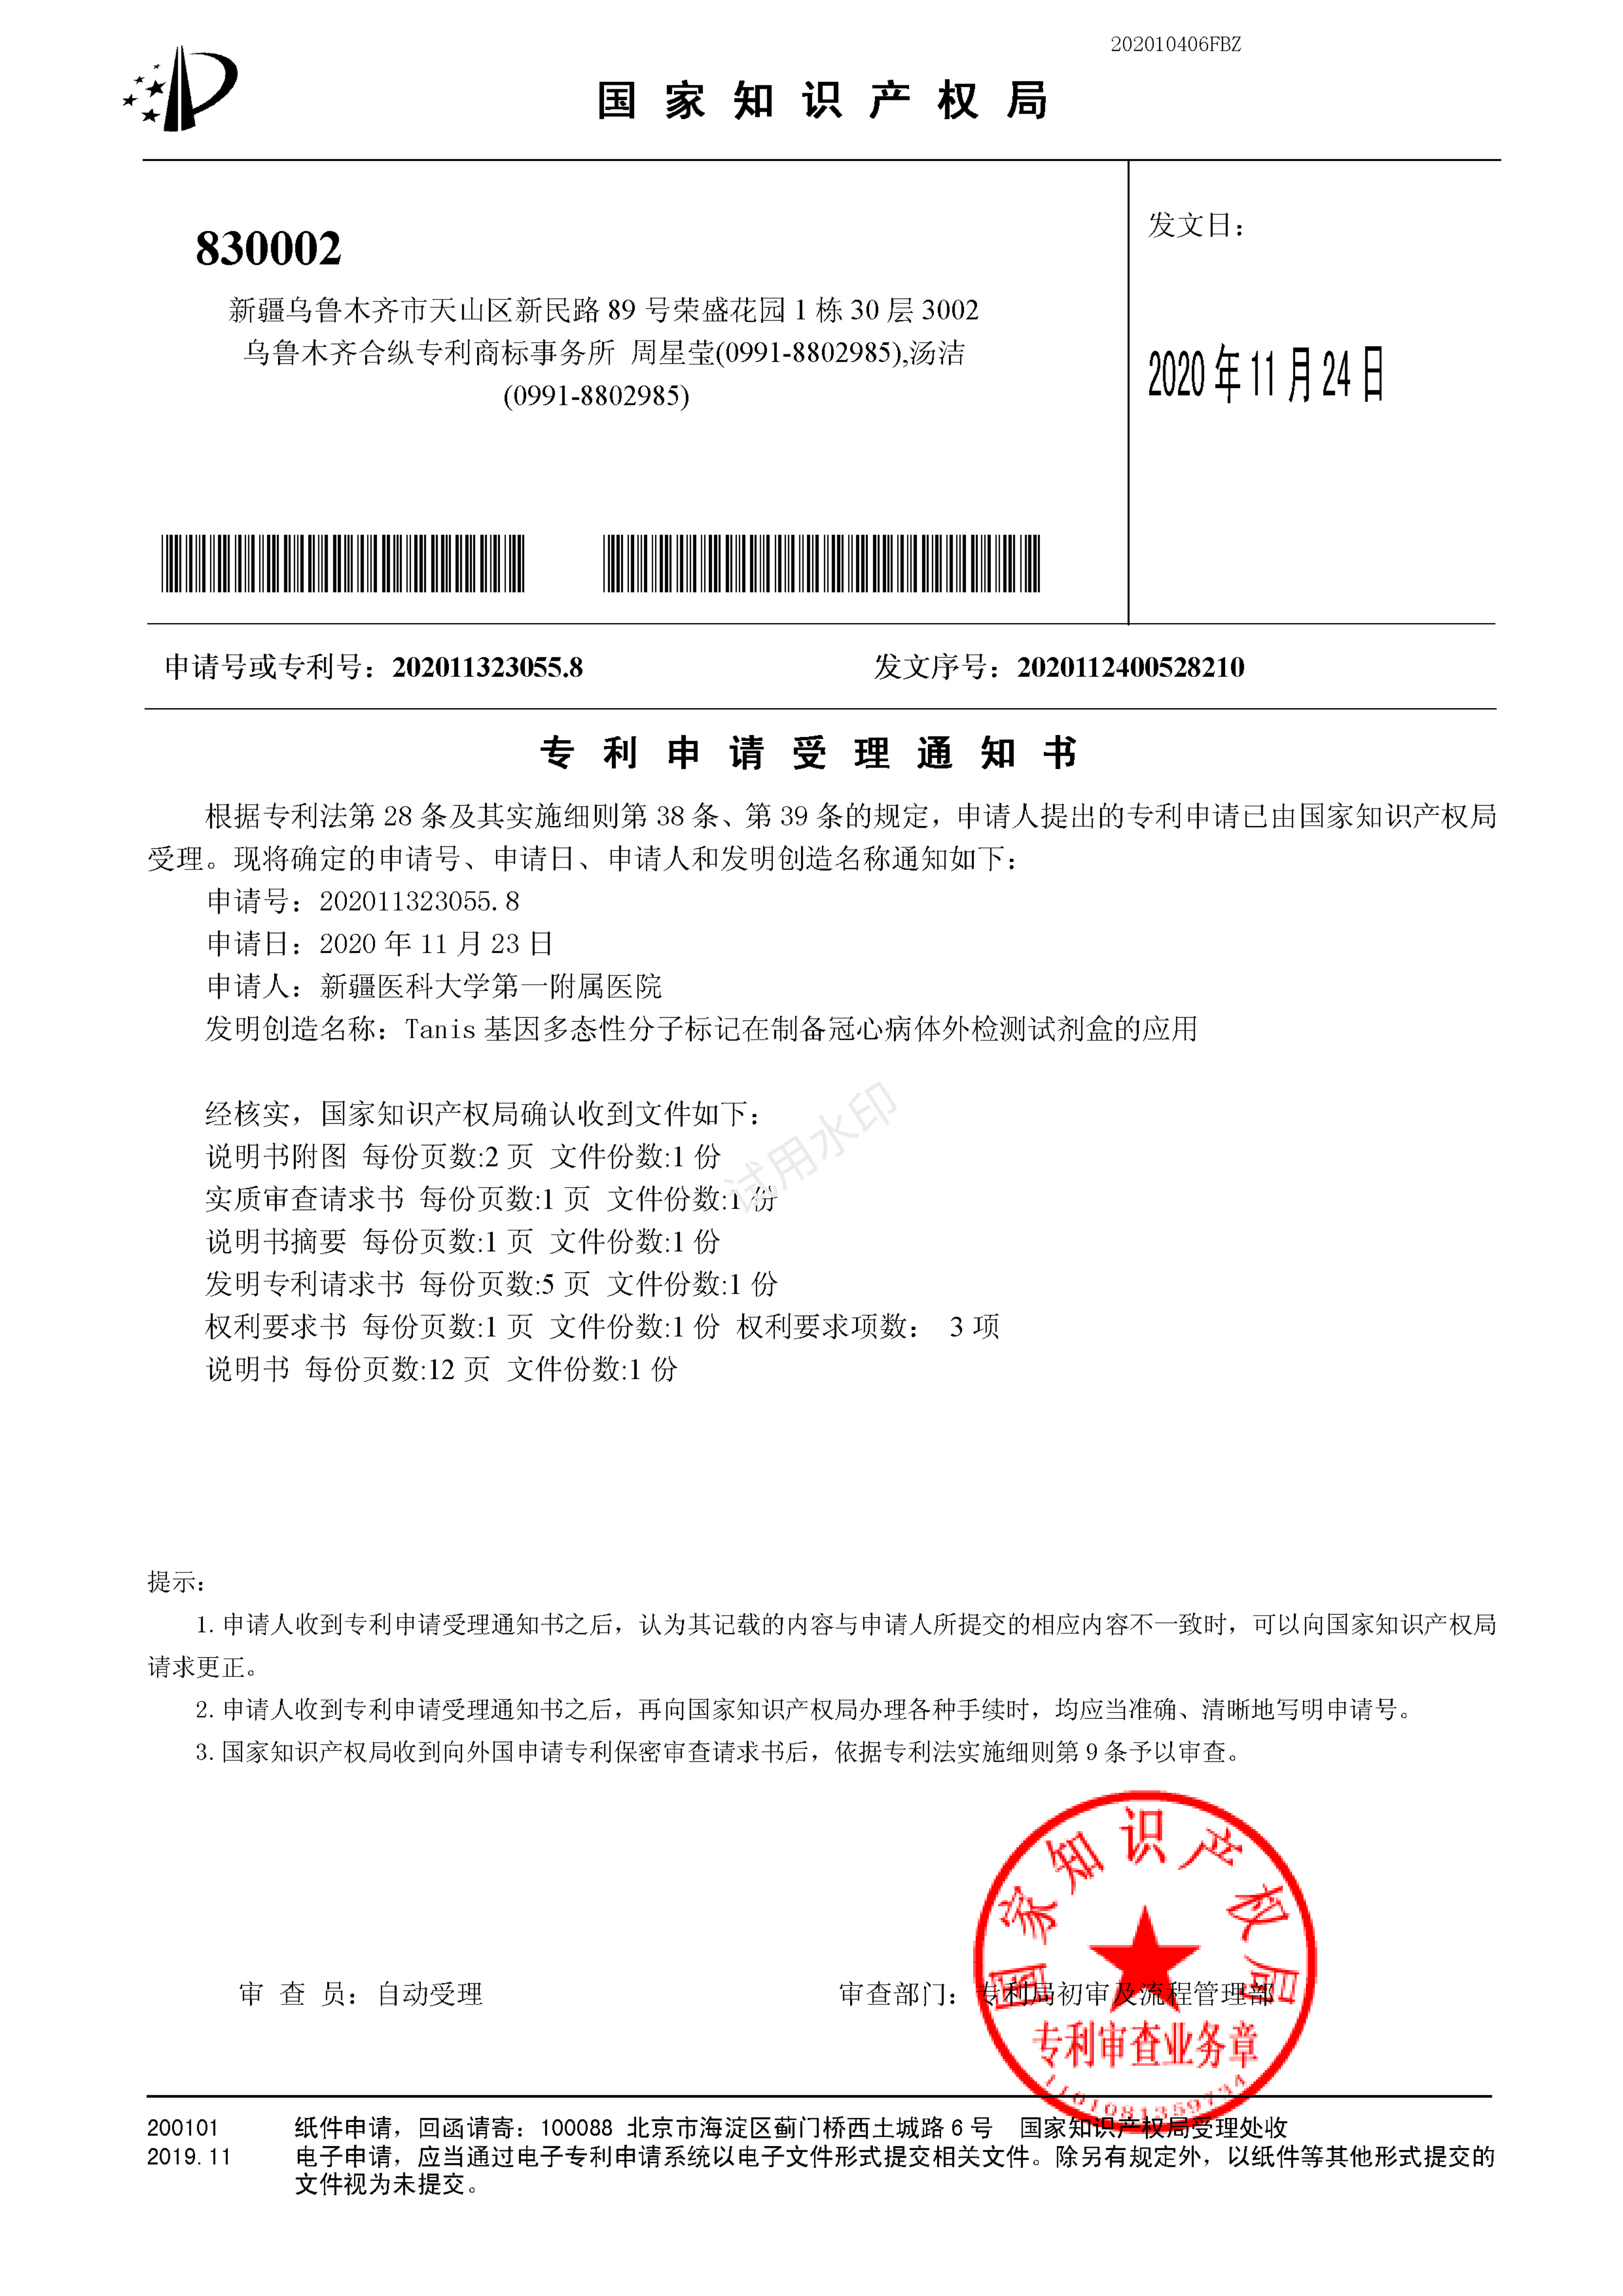 202010406FBZ
国家知识产权局
830002
新疆乌鲁木齐市天山区新民路 89 号荣盛花园 1 栋 30 层 3002
乌鲁木齐合纵专利商标事务所 周星莹(0991-8802985),汤洁
(0991-8802985)
发文日：
2020 年 11 月 24 日
申请号或专利号：202011323055.8
发文序号：2020112400528210
专利申请受理通知书
根据专利法第 28 条及其实施细则第 38 条、第 39 条的规定，申请人提出的专利申请已由国家知识产权局
受理。现将确定的申请号、申请日、申请人和发明创造名称通知如下：
申请号：202011323055.8
申请日：2020 年 11 月 23 日
申请人：新疆医科大学第一附属医院
发明创造名称：Tanis 基因多态性分子标记在制备冠心病体外检测试剂盒的应用
经核实，国家知识产权局确认收到文件如下：
说明书附图 每份页数:2 页 文件份数:1 份
实质审查请求书 每份页数:1 页 文件份数:1 份
说明书摘要 每份页数:1 页 文件份数:1 份
发明专利请求书 每份页数:5 页 文件份数:1 份
权利要求书 每份页数:1 页 文件份数:1 份 权利要求项数： 3 项
说明书 每份页数:12 页 文件份数:1 份
试用水印
提示：
1. 申请人收到专利申请受理通知书之后，认为其记载的内容与申请人所提交的相应内容不一致时，可以向国家知识产权局
请求更正。
2. 申请人收到专利申请受理通知书之后，再向国家知识产权局办理各种手续时，均应当准确、清晰地写明申请号。
3. 国家知识产权局收到向外国申请专利保密审查请求书后，依据专利法实施细则第 9 条予以审查。
审 查 员：自动受理
审查部门：专利局初审及流程管理部
国家知识产权局
专利审查业务章
1101081359734
200101 纸件申请，回函请寄：100088 北京市海淀区蓟门桥西土城路 6 号 国家知识产权局受理处收
2019.11 电子申请，应当通过电子专利申请系统以电子文件形式提交相关文件。除另有规定外，以纸件等其他形式提交的
文件视为未提交。